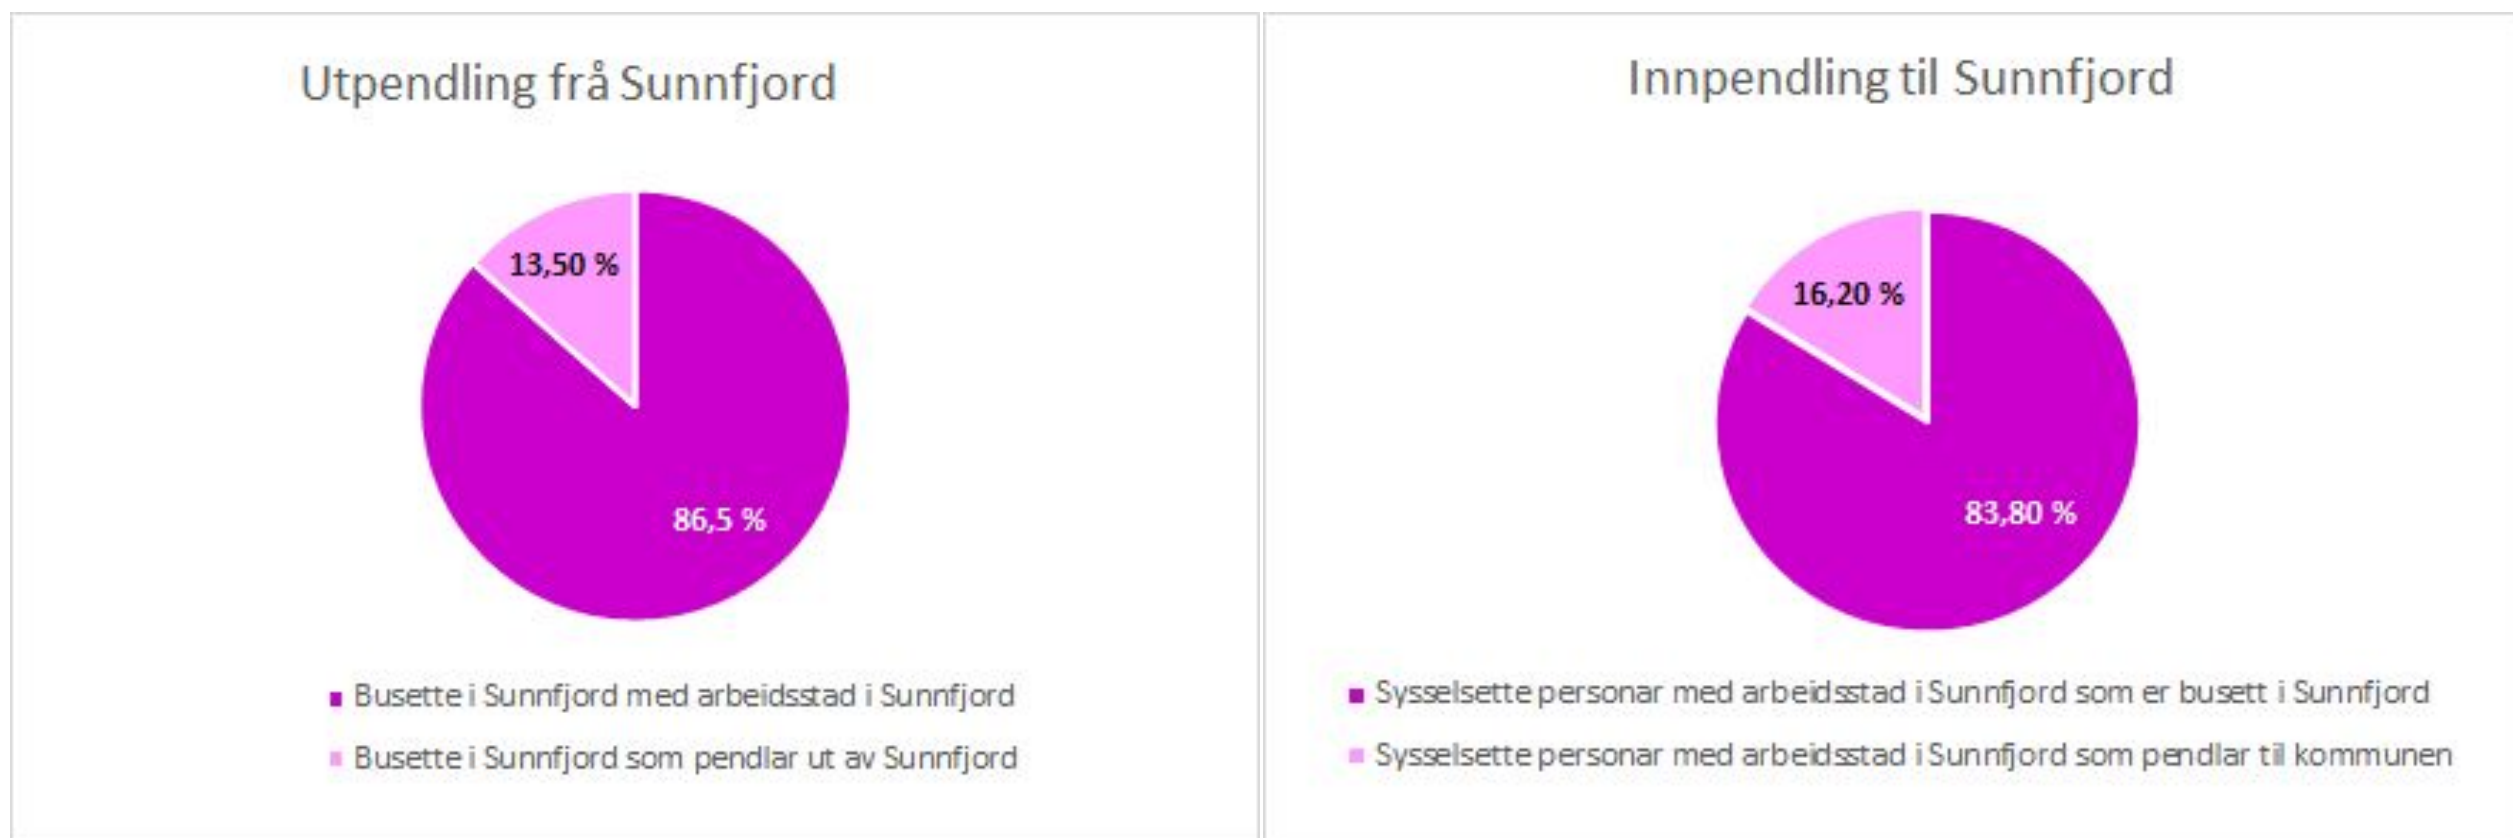 Utpendling frå Sunnfjord
13,50 %
86,5 %
Busette i Sunnfjord med arbeidsstad i Sunnfjord
Busette i Sunnfjord som pendlar ut av Sunnfjord
Innpendling til Sunnfjord
16,20 %
83,80 %
Sysselsette personar med arbeidsstad i Sunnfjord som er busett i Sunnfjord
Sysselsette personar med arbeidsstad i Sunnfjord som pendlar til kommunen